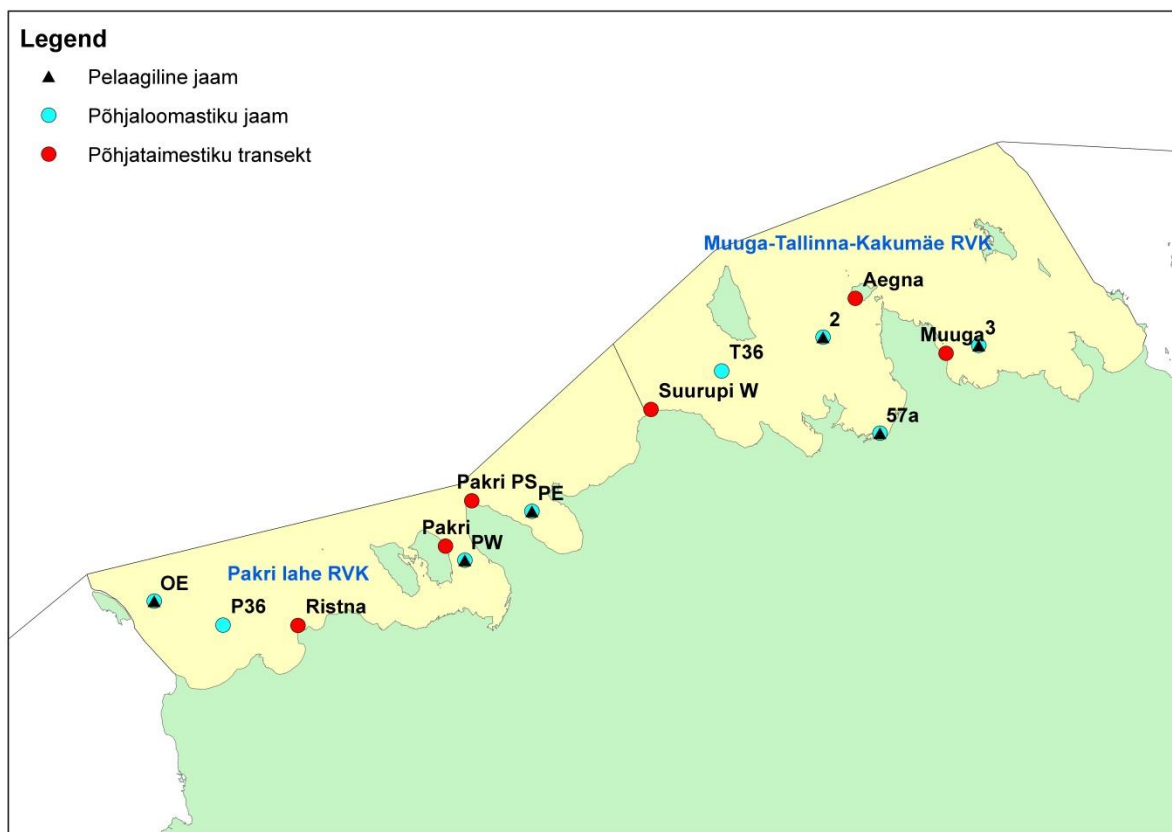 Legend
Pelaagiline jaam
Põhjaloomastiku jaam
Põhjataimestiku transekt
Muuga-Tallinna-Kakumäe RVK
Aegna
2
Muuga
3
T36
Suurupi W
57a
Pakri PS
PE
Pakri
PW
Pakri lahe RVK
OE
P36
Ristna